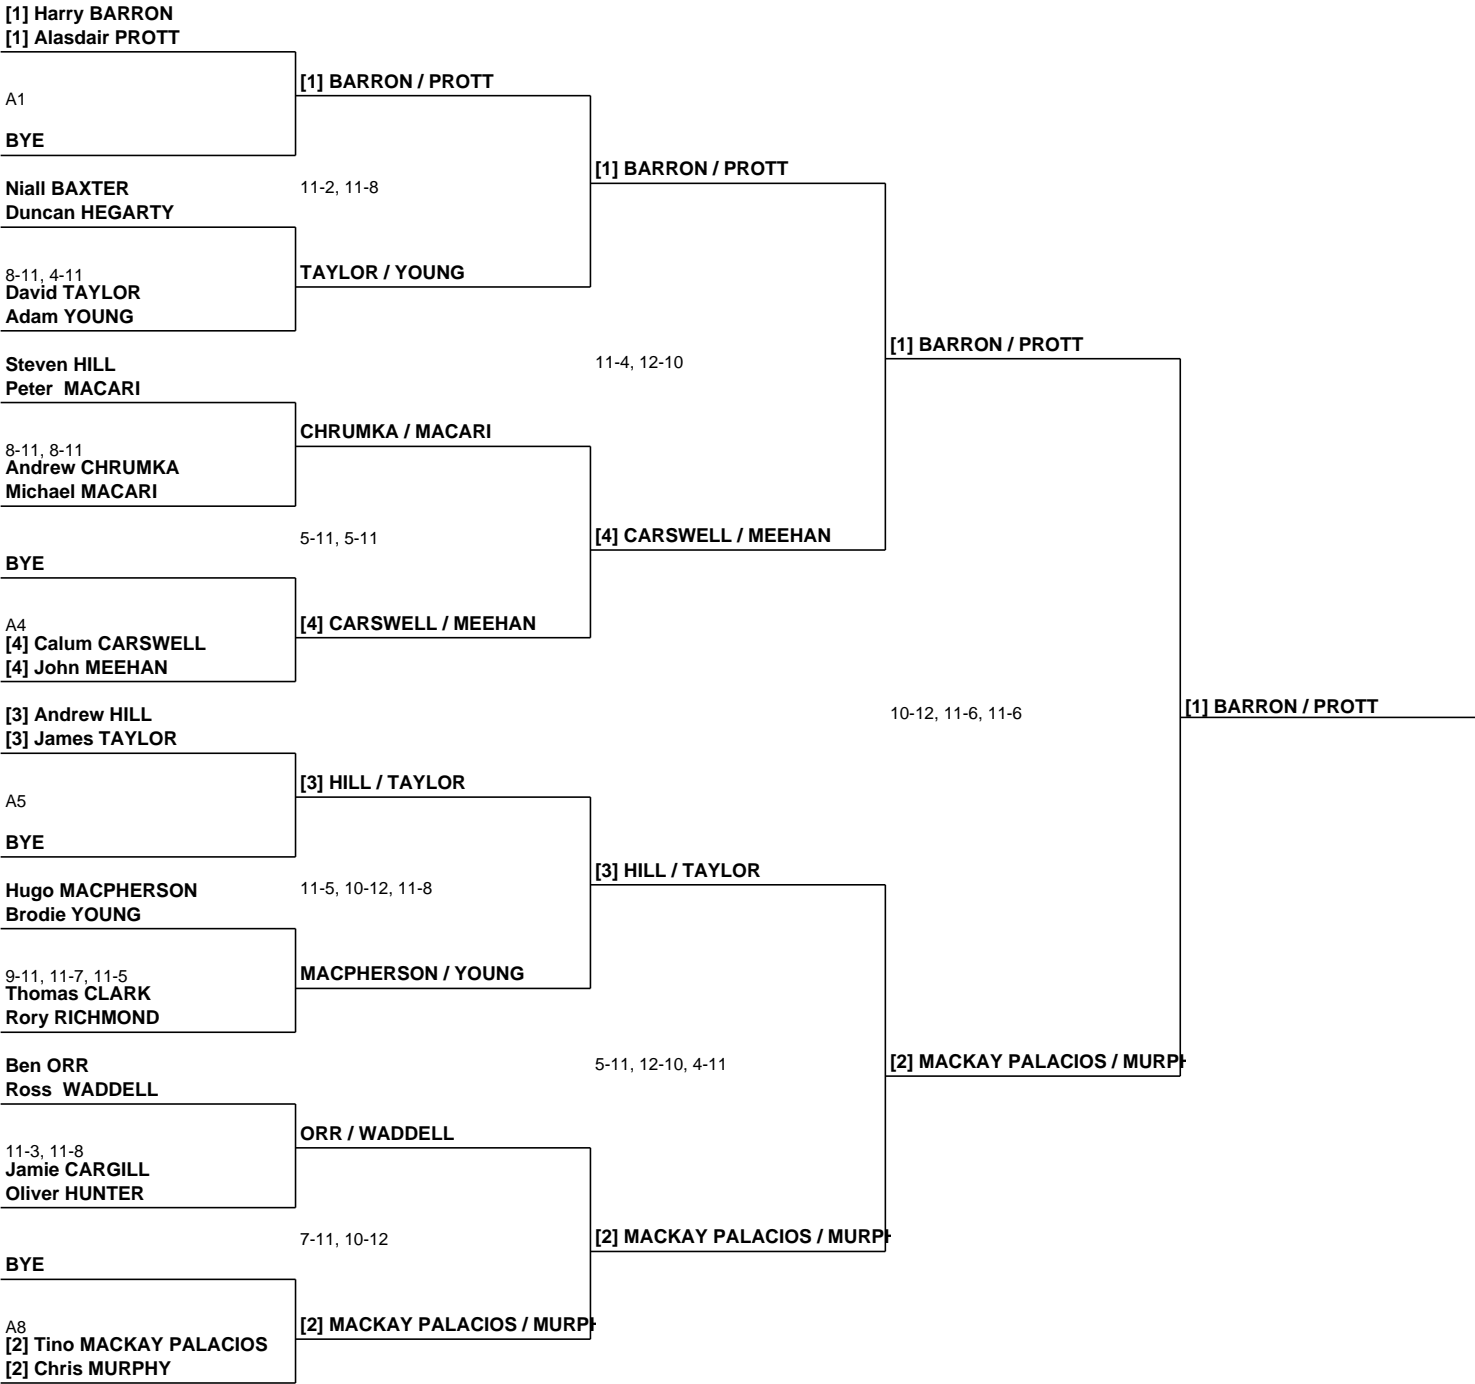 [1] Harry BARRON
[1] Alasdair PROTT
[1] BARRON / PROTT
A1
BYE
[1] BARRON / PROTT
Niall BAXTER
11-2, 11-8
Duncan HEGARTY
8-11, 4-11
TAYLOR / YOUNG
David TAYLOR
Adam YOUNG
[1] BARRON / PROTT
Steven HILL
11-4, 12-10
Peter MACARI
CHRUMKA / MACARI
8-11, 8-11
Andrew CHRUMKA
Michael MACARI
5-11, 5-11
[4] CARSWELL / MEEHAN
BYE
A4
[4] CARSWELL / MEEHAN
[4] Calum CARSWELL
[4] John MEEHAN
[3] Andrew HILL
10-12, 11-6, 11-6
[1] BARRON / PROTT
[3] James TAYLOR
[3] HILL / TAYLOR
A5
BYE
[3] HILL / TAYLOR
Hugo MACPHERSON
11-5, 10-12, 11-8
Brodie YOUNG
9-11, 11-7, 11-5
MACPHERSON / YOUNG
Thomas CLARK
Rory RICHMOND
Ben ORR
5-11, 12-10, 4-11
[2] MACKAY PALACIOS / MURPH
Ross WADDELL
ORR / WADDELL
11-3, 11-8
Jamie CARGILL
Oliver HUNTER
7-11, 10-12
[2] MACKAY PALACIOS / MURPH
BYE
A8
[2] MACKAY PALACIOS / MURPH
[2] Tino MACKAY PALACIOS
[2] Chris MURPHY